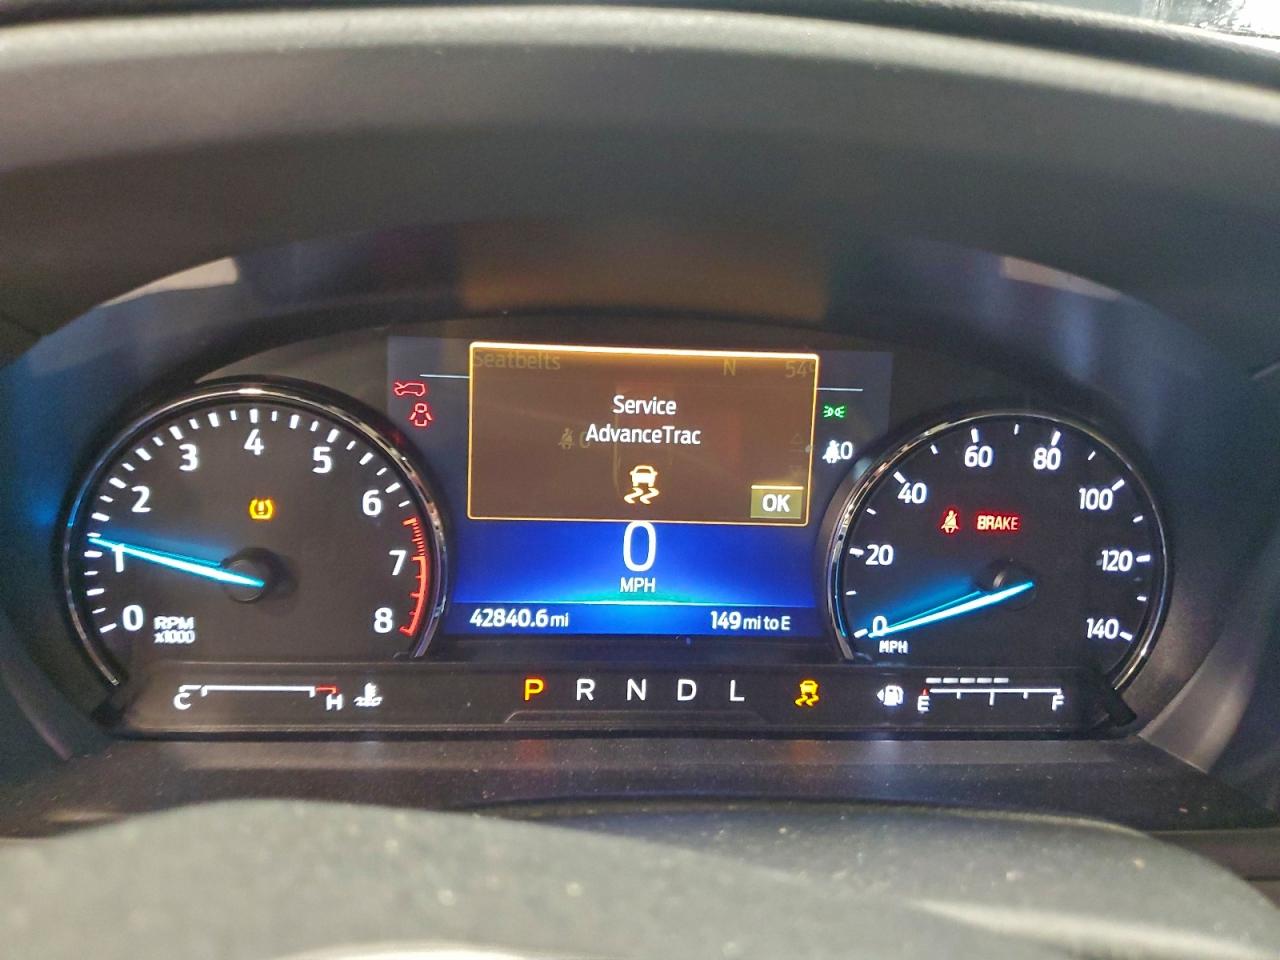 Seatbelts N 54°
Service
AdvanceTrac
OK
0
MPH
42840.6 mi 149 mi to E
0 1 2 3 4 5 6 7 8
RPM
x1000
0 20 40 60 80 100 120 140
MPH
BRAKE
0
C H
P R N D L
E F